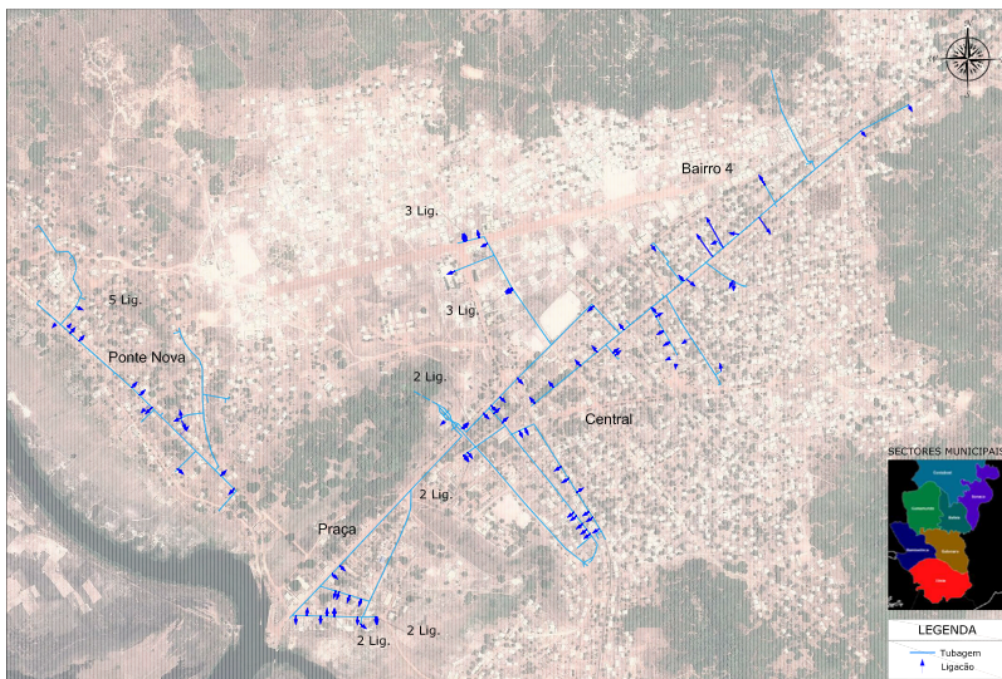 N
Bairro 4
3 Lig.
5 Lig.
3 Lig.
Ponte Nova
2 Lig.
Central
2 Lig.
Praça
2 Lig.
2 Lig.
SECTORES MUNICIPAIS
LEGENDA
Tubagem
Ligacão